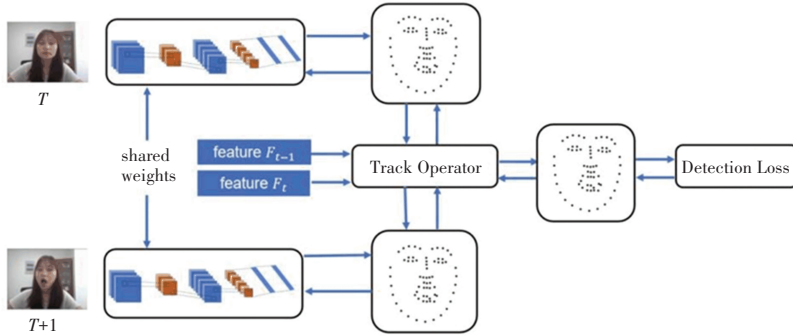 T
shared
weights
feature F_{t-1}
feature F_t
Track Operator
Detection Loss
T+1